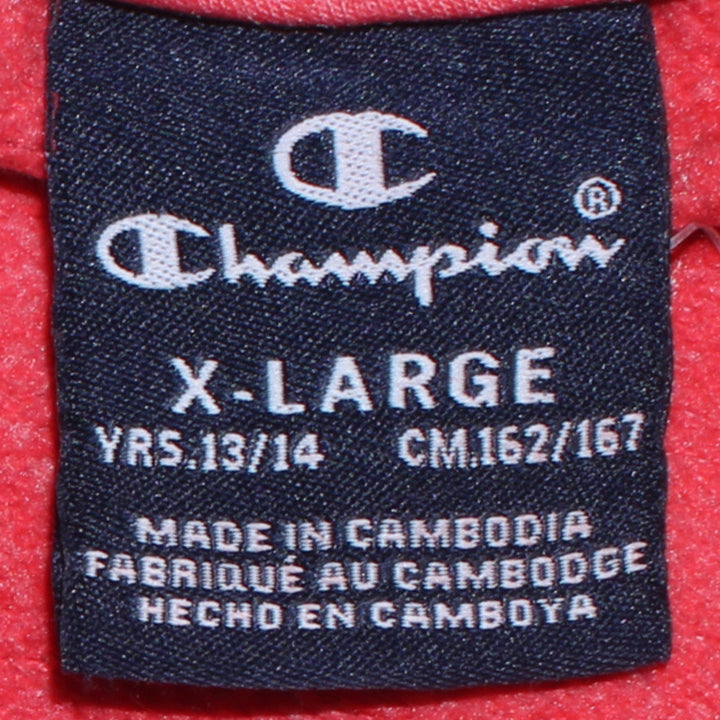 Champion®
X-LARGE
YRS.13/14 CM.162/167
MADE IN CAMBODIA
FABRIQUÉ AU CAMBODGE
HECHO EN CAMBOYA